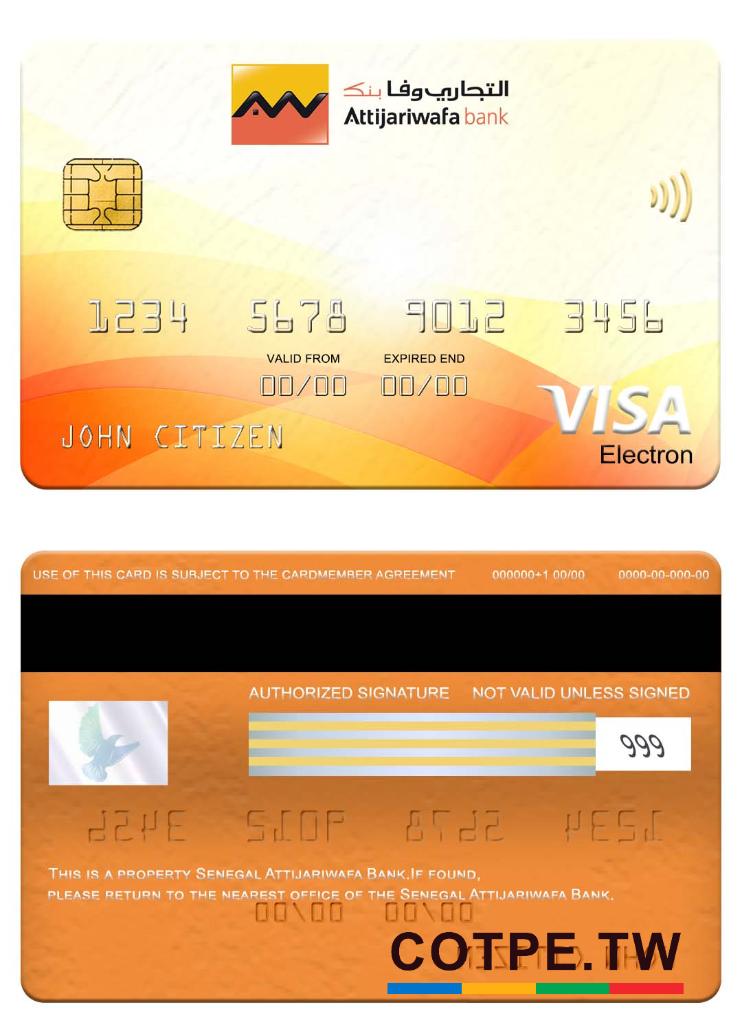 التجاري وفا بنك
Attijariwafa bank
1234 5678 9012 3456
VALID FROM EXPIRED END
00/00 00/00
VISA
JOHN CITIZEN
Electron
USE OF THIS CARD IS SUBJECT TO THE CARDMEMBER AGREEMENT 000000+1 00/00 0000-00-000-00
AUTHORIZED SIGNATURE NOT VALID UNLESS SIGNED
999
THIS IS A PROPERTY SENEGAL ATTIJARIWAFA BANK.IF FOUND,
PLEASE RETURN TO THE NEAREST OFFICE OF THE SENEGAL ATTIJARIWAFA BANK.
COTPE.TW